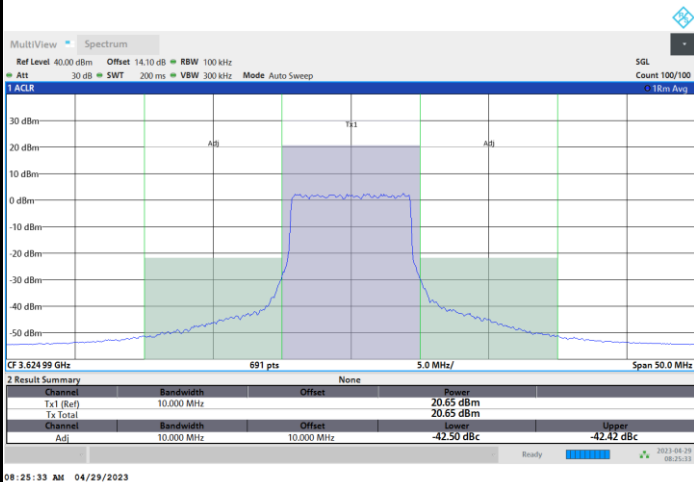 MultiView Spectrum
Ref Level 40.00 dBm Offset 14.10 dB RBW 100 kHz SGL
Att 30 dB SWT 200 ms VBW 300 kHz Mode Auto Sweep Count 100/100
1 ACLR 1Rm Avg
30 dBm
Tx1
20 dBm Adj Adj
10 dBm
0 dBm
-10 dBm
-20 dBm
-30 dBm
-40 dBm
-50 dBm
CF 3.624 99 GHz 691 pts 5.0 MHz/ Span 50.0 MHz
2 Result Summary None
Channel Bandwidth Offset Power
Tx1 (Ref) 10.000 MHz 20.65 dBm
Tx Total 20.65 dBm
Channel Bandwidth Offset Lower Upper
Adj 10.000 MHz 10.000 MHz -42.50 dBc -42.42 dBc
Ready 2023-04-29
08:25:33
08:25:33 AM 04/29/2023